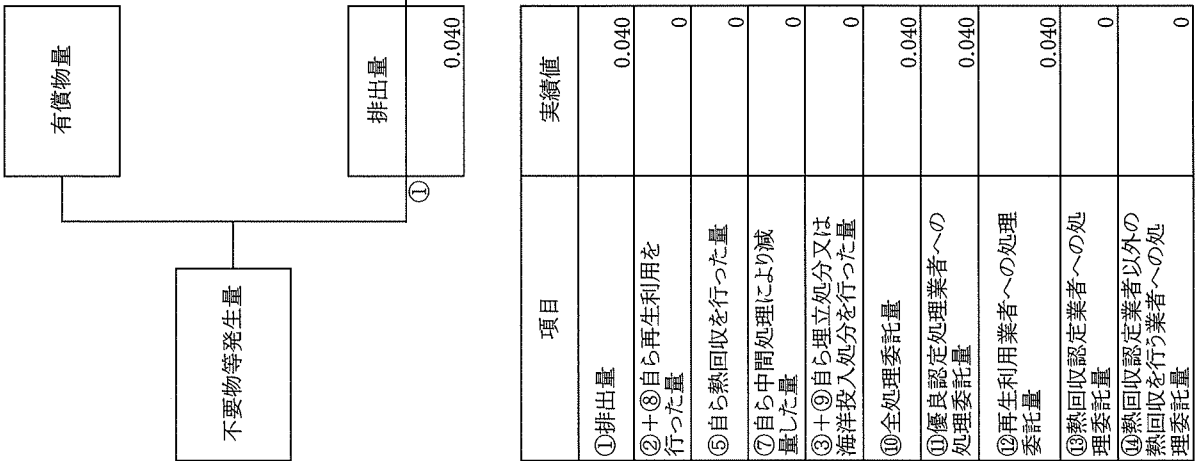 不要物等発生量
有償物量
排出量
①
0.040
項目
実績値
①排出量
0.040
②+⑧自ら再生利用を
行った量
0
⑤自ら熱回収を行った量
0
⑦自ら中間処理により減
量した量
0
③+⑨自ら埋立処分又は
海洋投入処分を行った量
0
⑩全処理委託量
0.040
⑪優良認定処理業者への
処理委託量
0.040
⑫再生利用業者への処理
委託量
0.040
⑬熱回収認定業者への処
理委託量
0
⑭熱回収認定業者以外の
熱回収を行う業者への処
理委託量
0